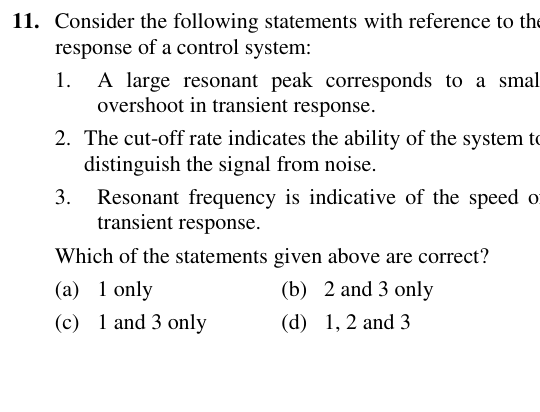 11. Consider the following statements with reference to the
response of a control system:
1. A large resonant peak corresponds to a smal
overshoot in transient response.
2. The cut-off rate indicates the ability of the system to
distinguish the signal from noise.
3. Resonant frequency is indicative of the speed o
transient response.
Which of the statements given above are correct?
(a) 1 only (b) 2 and 3 only
(c) 1 and 3 only (d) 1, 2 and 3